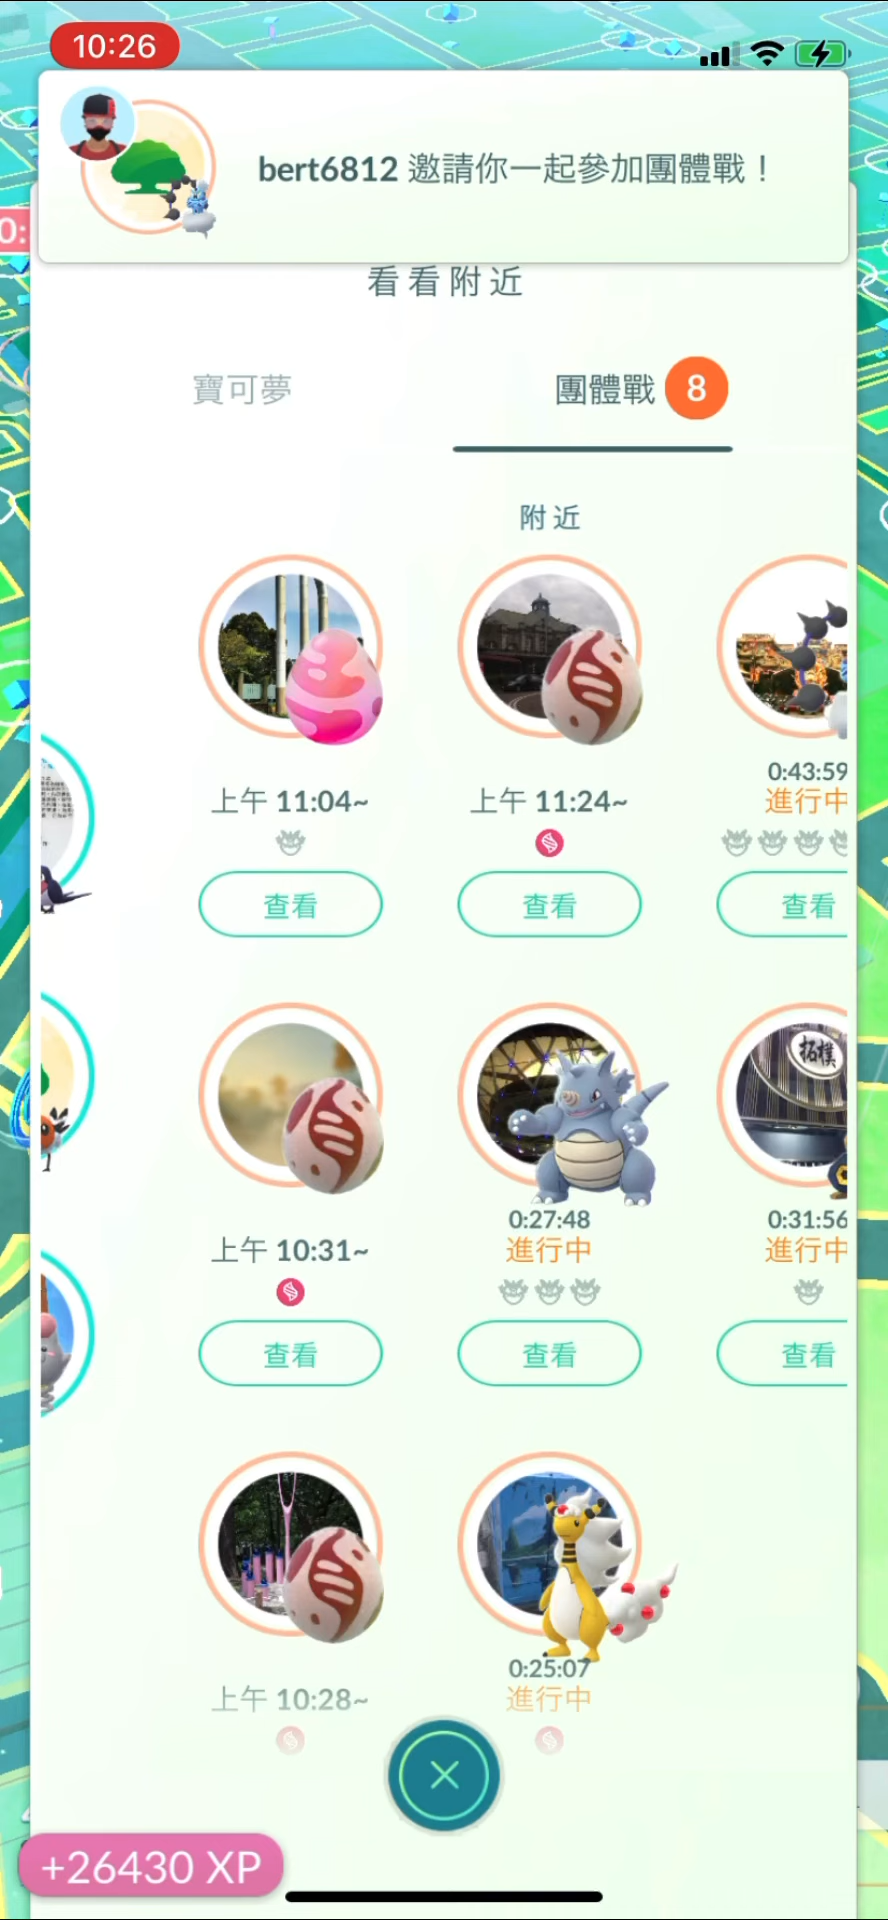 10:26
bert6812 邀請你一起參加團體戰！
0:
看看附近
寶可夢
團體戰 8
附近
上午 11:04~
上午 11:24~
0:43:59
進行中
查看
查看
查看
拓樸
上午 10:31~
0:27:48
進行中
0:31:56
進行中
查看
查看
查看
上午 10:28~
0:25:07
進行中
+26430 XP